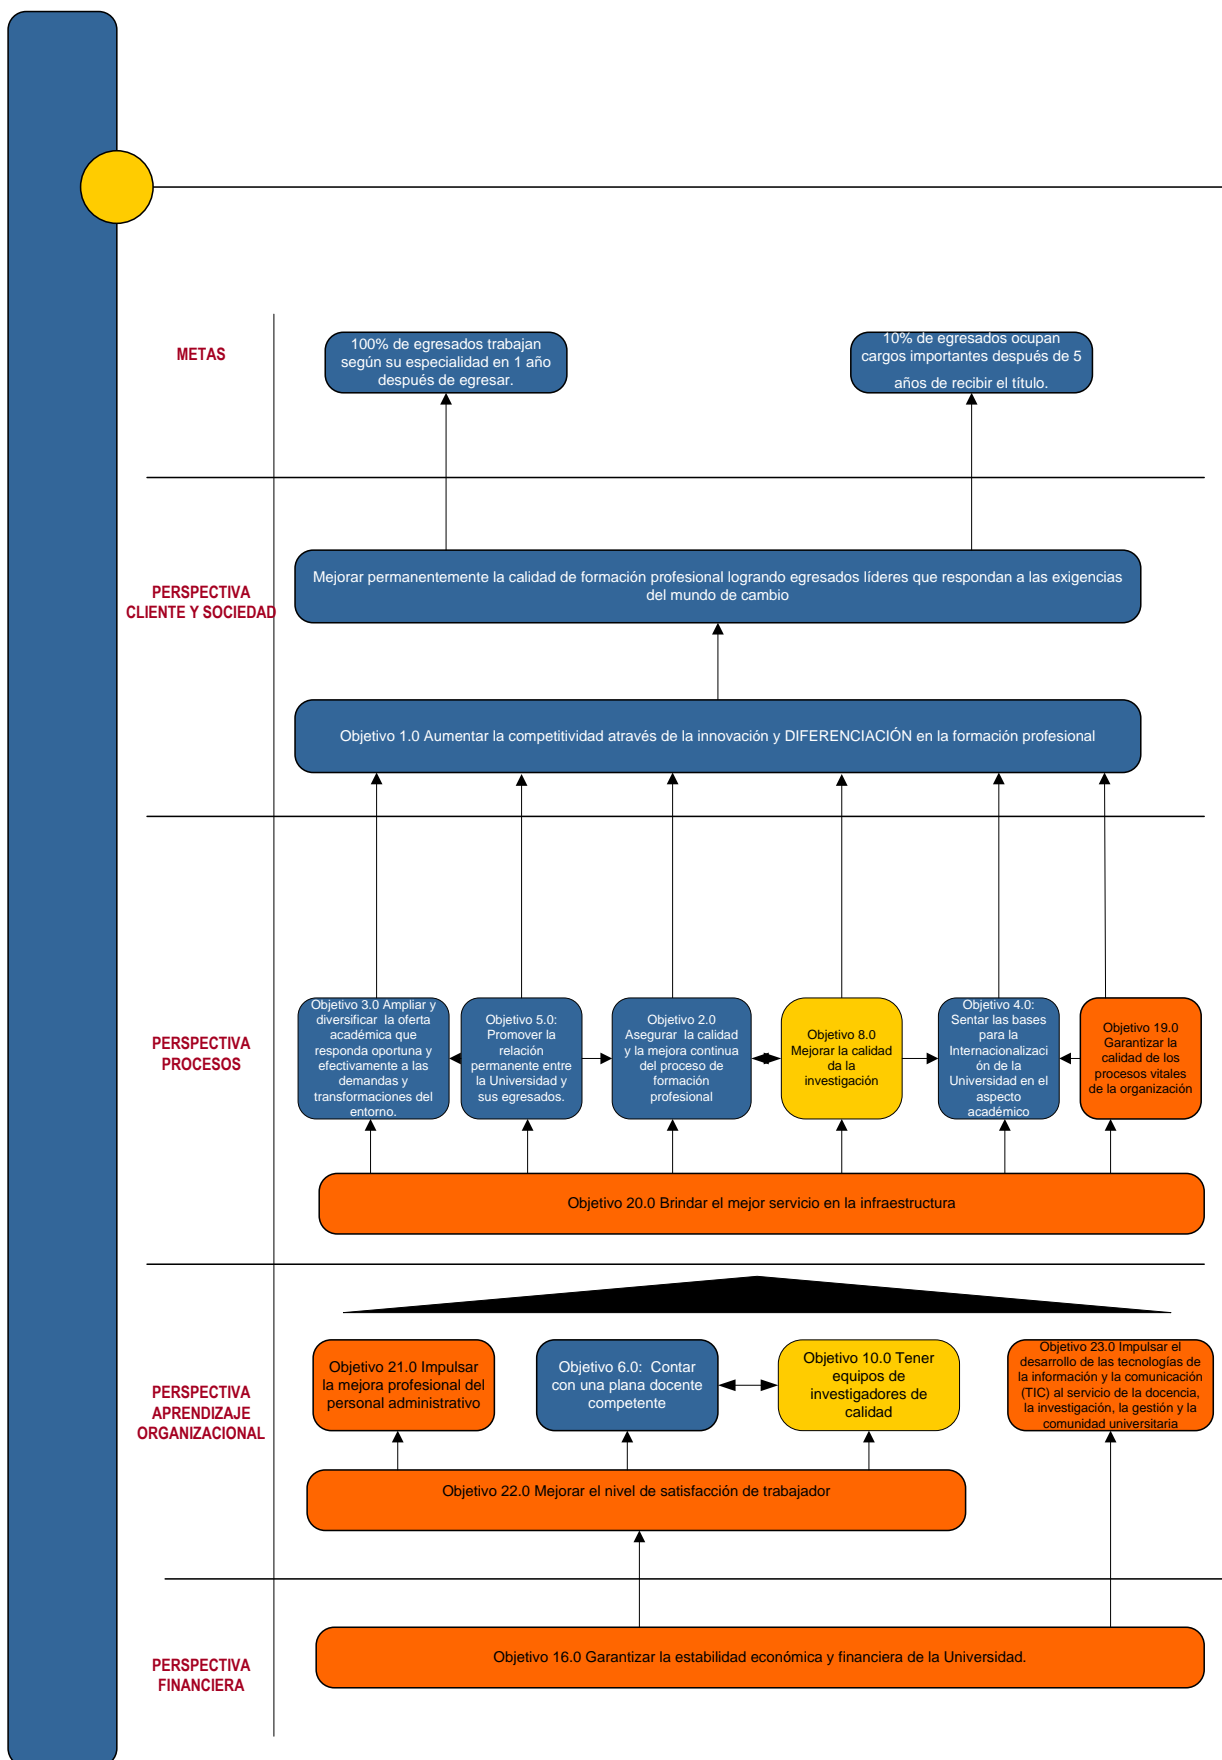 METAS
100% de egresados trabajan
según su especialidad en 1 año
después de egresar.
10% de egresados ocupan
cargos importantes después de 5
años de recibir el título.
PERSPECTIVA
CLIENTE Y SOCIEDAD
Mejorar permanentemente la calidad de formación profesional logrando egresados líderes que respondan a las exigencias
del mundo de cambio
Objetivo 1.0 Aumentar la competitividad através de la innovación y DIFERENCIACIÓN en la formación profesional
PERSPECTIVA
PROCESOS
Objetivo 3.0 Ampliar y
diversificar la oferta
académica que
responda oportuna y
efectivamente a las
demandas y
transformaciones del
entorno.
Objetivo 5.0:
Promover la
relación
permanente entre
la Universidad y
sus egresados.
Objetivo 2.0
Asegurar la calidad
y la mejora continua
del proceso de
formación
profesional
Objetivo 8.0
Mejorar la calidad
da la
investigación
Objetivo 4.0:
Sentar las bases
para la
Internacionalizaci
ón de la
Universidad en el
aspecto
académico
Objetivo 19.0
Garantizar la
calidad de los
procesos vitales
de la organización
Objetivo 20.0 Brindar el mejor servicio en la infraestructura
PERSPECTIVA
APRENDIZAJE
ORGANIZACIONAL
Objetivo 21.0 Impulsar
la mejora profesional del
personal administrativo
Objetivo 6.0: Contar
con una plana docente
competente
Objetivo 10.0 Tener
equipos de
investigadores de
calidad
Objetivo 23.0 Impulsar el
desarrollo de las tecnologías de
la información y la comunicación
(TIC) al servicio de la docencia,
la investigación, la gestión y la
comunidad universitaria
Objetivo 22.0 Mejorar el nivel de satisfacción de trabajador
PERSPECTIVA
FINANCIERA
Objetivo 16.0 Garantizar la estabilidad económica y financiera de la Universidad.